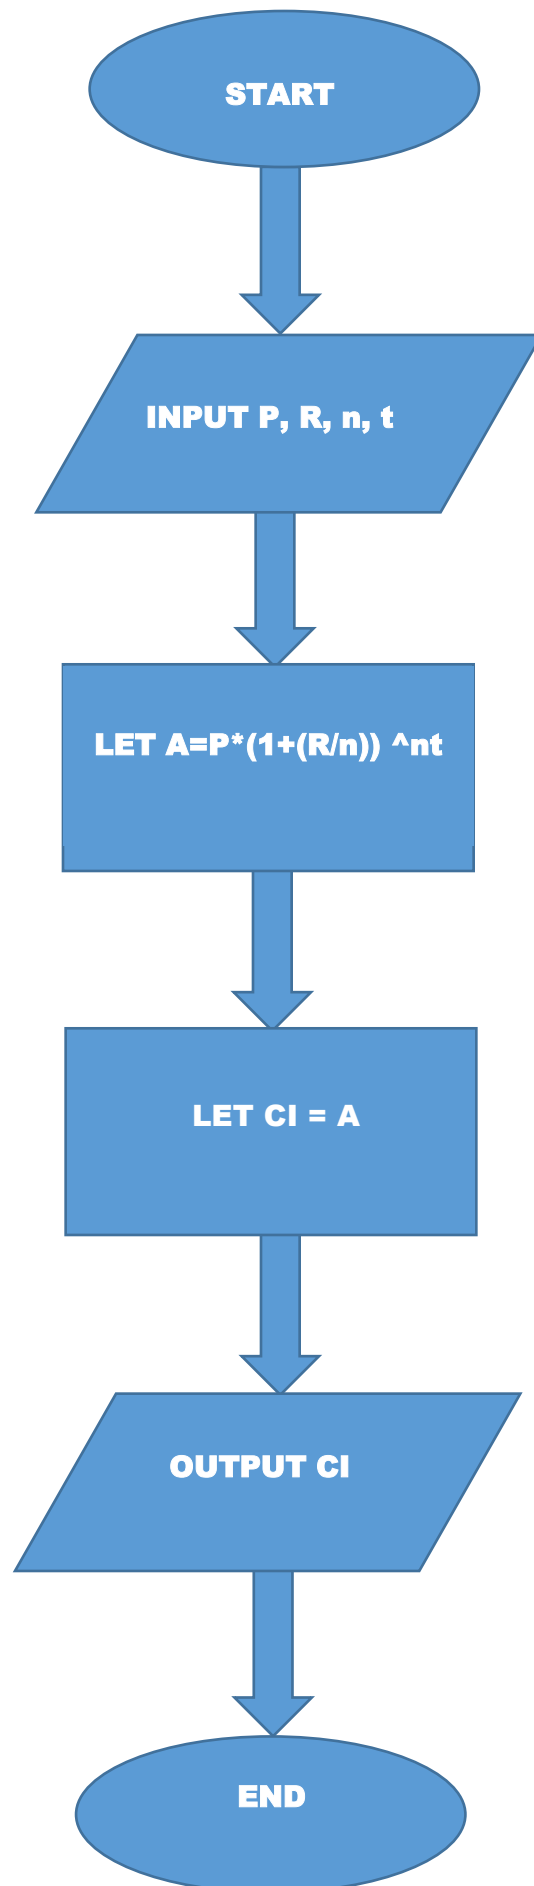 START
INPUT P, R, n, t
LET A=P*(1+(R/n)) ^nt
LET CI = A
OUTPUT CI
END